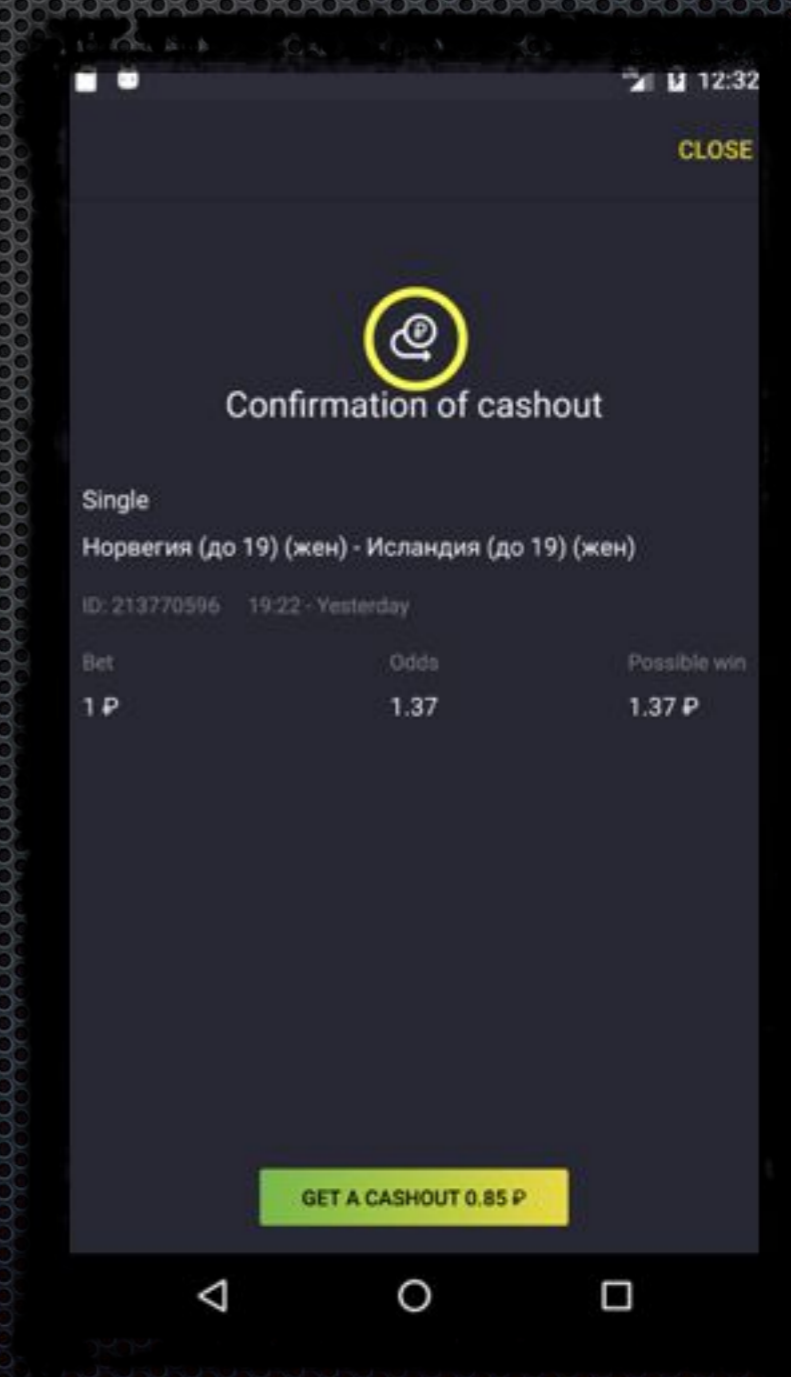 12:32
CLOSE
Confirmation of cashout
Single
Норвегия (до 19) (жен) - Исландия (до 19) (жен)
ID: 213770596 19:22 - Yesterday
Bet Odds Possible win
1 ₽ 1.37 1.37 ₽
GET A CASHOUT 0.85 ₽